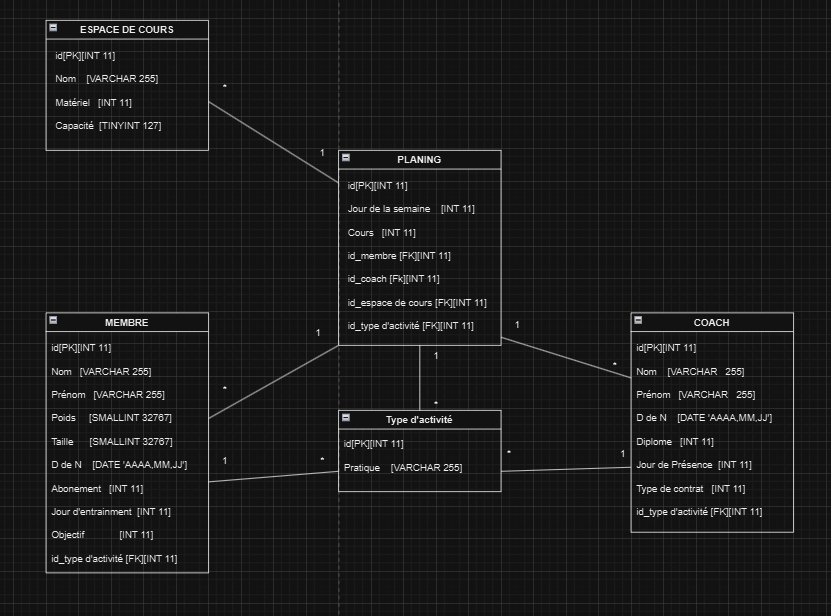 ESPACE DE COURS
id[PK][INT 11]
Nom [VARCHAR 255]
Matériel [INT 11]
Capacité [TINYINT 127]
*
1
PLANING
id[PK][INT 11]
Jour de la semaine [INT 11]
Cours [INT 11]
id_membre [FK][INT 11]
id_coach [Fk][INT 11]
id_espace de cours [FK][INT 11]
id_type d'activité [FK][INT 11]
1
*
1
*
1
*
MEMBRE
id[PK][INT 11]
Nom [VARCHAR 255]
Prénom [VARCHAR 255]
Poids [SMALLINT 32767]
Taille [SMALLINT 32767]
D de N [DATE 'AAAA,MM,JJ']
Abonement [INT 11]
Jour d'entrainment [INT 11]
Objectif [INT 11]
id_type d'activité [FK][INT 11]
1
*
Type d'activité
id[PK][INT 11]
Pratique [VARCHAR 255]
*
1
COACH
id[PK][INT 11]
Nom [VARCHAR 255]
Prénom [VARCHAR 255]
D de N [DATE 'AAAA,MM,JJ']
Diplome [INT 11]
Jour de Présence [INT 11]
Type de contrat [INT 11]
id_type d'activité [FK][INT 11]